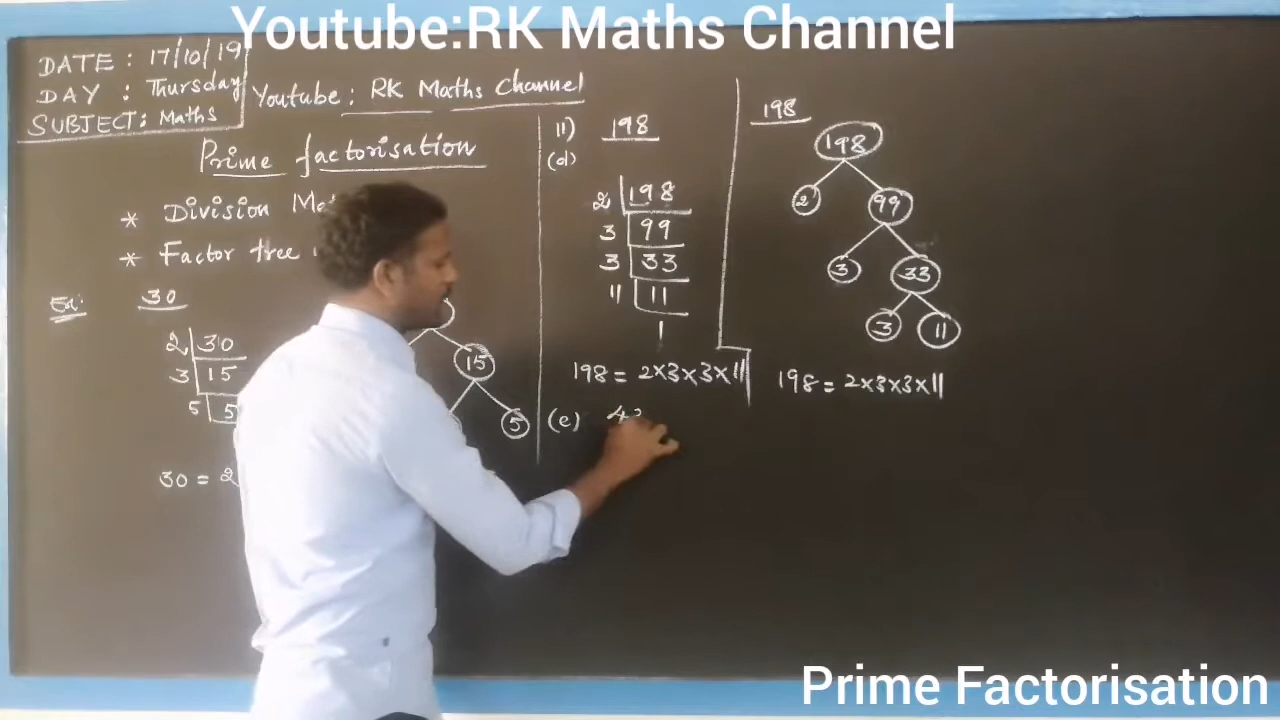 Youtube:RK Maths Channel
DATE : 17/10/19
DAY : Thursday
SUBJECT: Maths
Youtube: RK Maths Channel
Prime factorisation
* Division
* Factor tree
Ex: 30
2 30
3 15
5 5
30 = 2
15
5
11) 198
(d)
2 198
3 99
3 33
11 11
1
198 = 2×3×3×11
(e)
198
198
2 99
3 33
3 11
198 = 2×3×3×11
Prime Factorisation